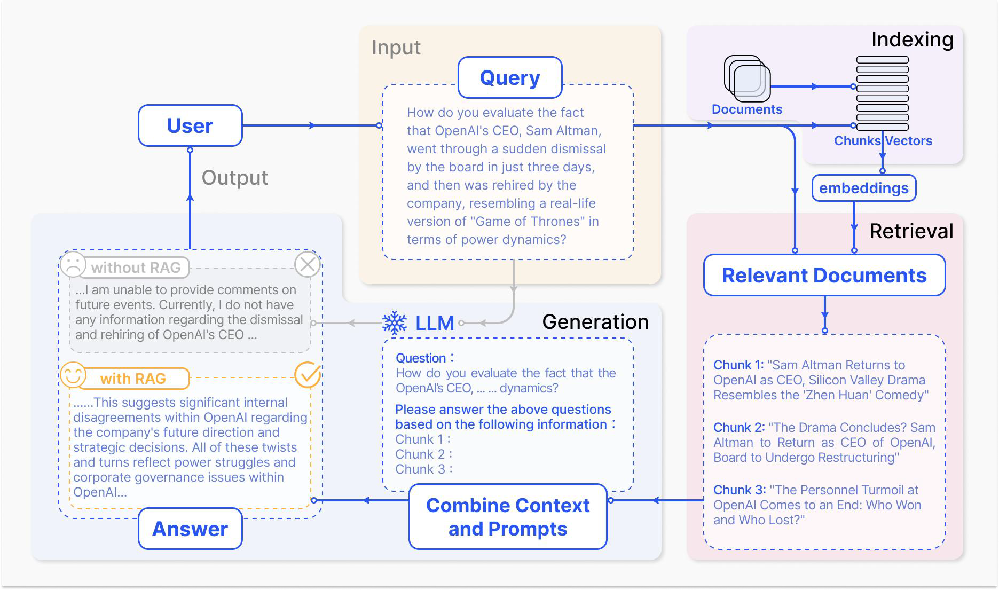 Input
Query
How do you evaluate the fact
that OpenAI's CEO, Sam Altman,
went through a sudden dismissal
by the board in just three days,
and then was rehired by the
company, resembling a real-life
version of "Game of Thrones" in
terms of power dynamics?
Indexing
Documents
Chunks Vectors
embeddings
User
Output
Retrieval
Relevant Documents
Chunk 1: "Sam Altman Returns to
OpenAI as CEO, Silicon Valley Drama
Resembles the 'Zhen Huan' Comedy"
Chunk 2: "The Drama Concludes? Sam
Altman to Return as CEO of OpenAI,
Board to Undergo Restructuring"
Chunk 3: "The Personnel Turmoil at
OpenAI Comes to an End: Who Won
and Who Lost?"
LLM
Generation
Question :
How do you evaluate the fact that the
OpenAI's CEO, ... ... dynamics?
Please answer the above questions
based on the following information :
Chunk 1 :
Chunk 2 :
Chunk 3 :
Combine Context
and Prompts
without RAG
...I am unable to provide comments on
future events. Currently, I do not have
any information regarding the dismissal
and rehiring of OpenAI's CEO ...
with RAG
......This suggests significant internal
disagreements within OpenAI regarding
the company's future direction and
strategic decisions. All of these twists
and turns reflect power struggles and
corporate governance issues within
OpenAI...
Answer